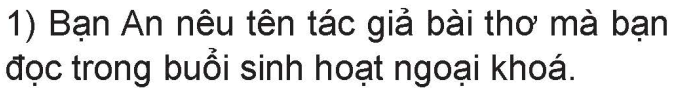 1) Bạn An nêu tên tác giả bài thơ mà bạn
đọc trong buổi sinh hoạt ngoại khoá.